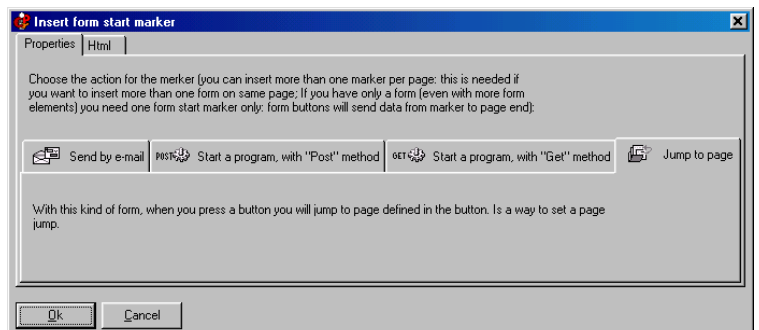 Insert form start marker
Properties Html
Choose the action for the merker (you can insert more than one marker per page: this is needed if
you want to insert more than one form on same page; If you have only a form (even with more form
elements) you need one form start marker only: form buttons will send data from marker to page end):
Send by e-mail POST Start a program, with "Post" method GET Start a program, with "Get" method Jump to page
With this kind of form, when you press a button you will jump to page defined in the button. Is a way to set a page
jump.
Ok Cancel